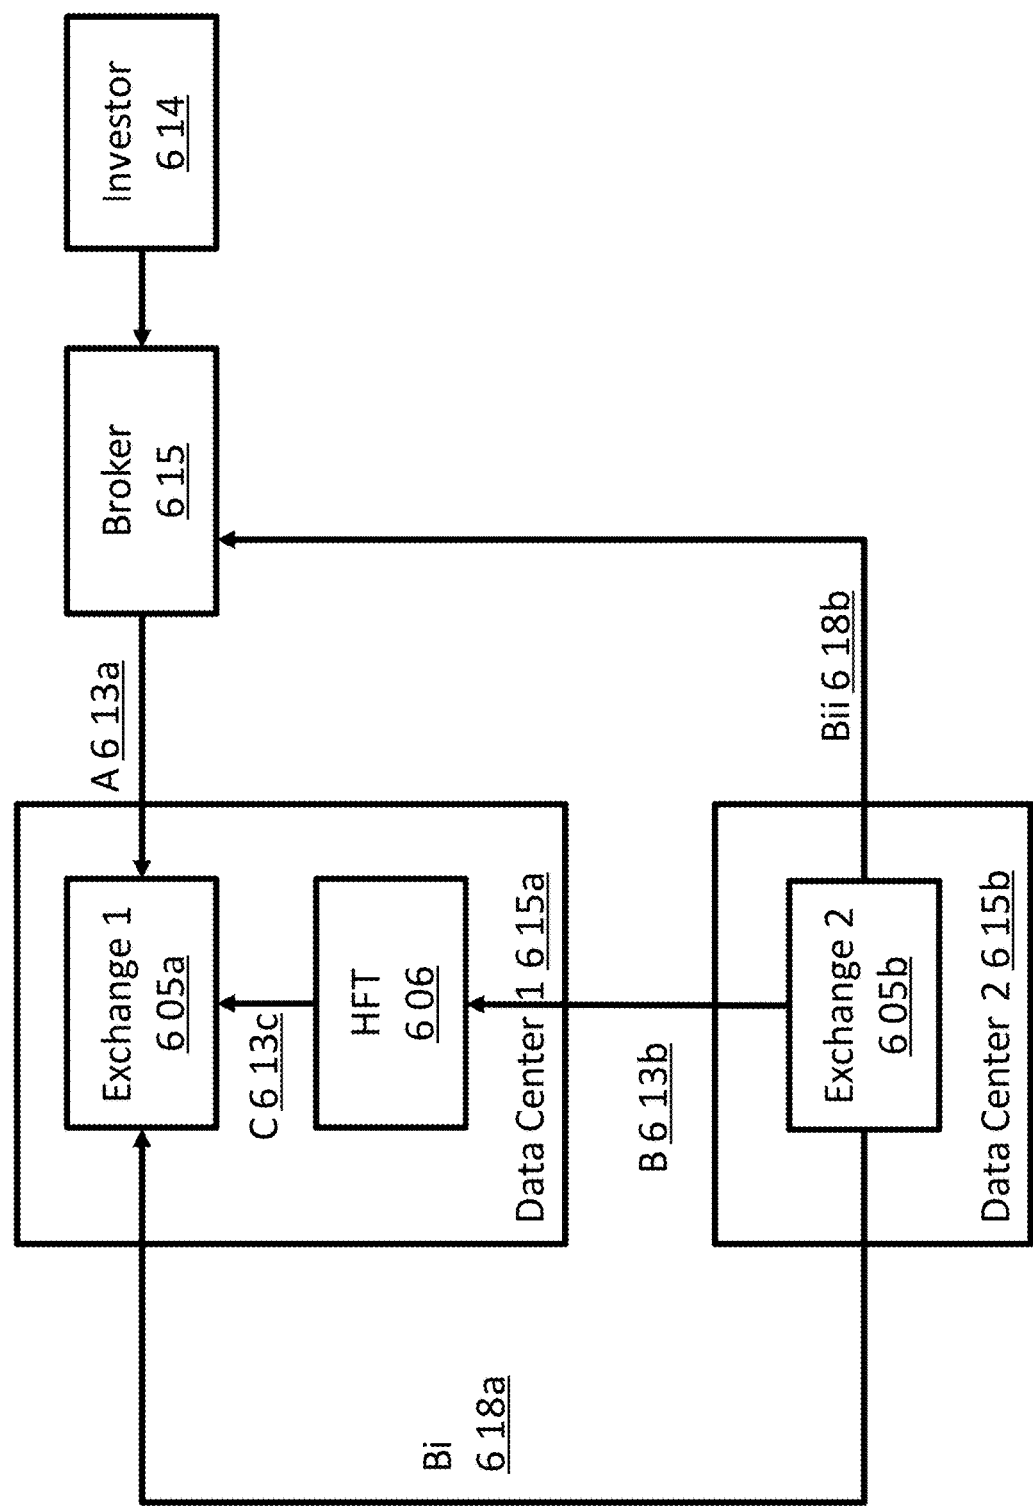 Exchange 1
6 05a
A 6 13a
Broker
6 15
Investor
6 14
C 6 13c
HFT
6 06
Bi
6 18a
Data Center 1 6 15a
B 6 13b
Bii 6 18b
Exchange 2
6 05b
Data Center 2 6 15b